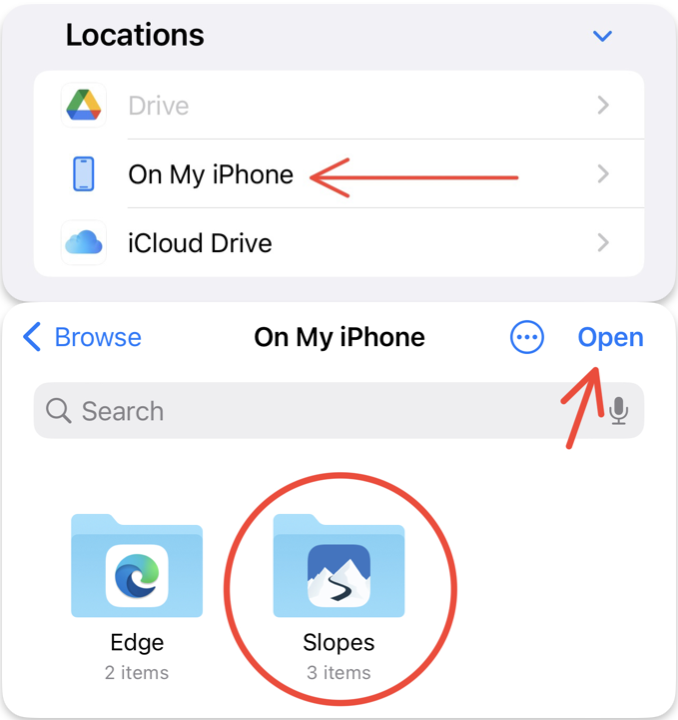 Locations
Drive
On My iPhone
iCloud Drive
Browse On My iPhone Open
Search
Edge Slopes
2 items 3 items